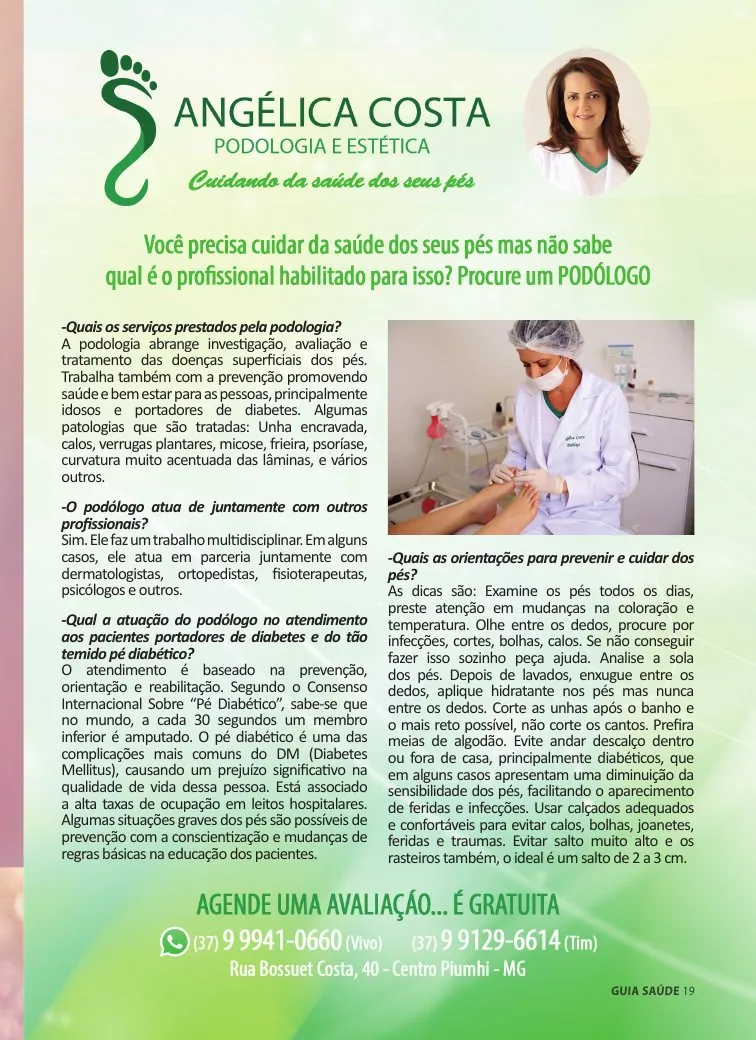 ANGÉLICA COSTA
PODOLOGIA E ESTÉTICA
Cuidando da saúde dos seus pés
Você precisa cuidar da saúde dos seus pés mas não sabe
qual é o profissional habilitado para isso? Procure um PODÓLOGO
-Quais os serviços prestados pela podologia?
A podologia abrange investigação, avaliação e
tratamento das doenças superficiais dos pés.
Trabalha também com a prevenção promovendo
saúde e bem estar para as pessoas, principalmente
idosos e portadores de diabetes. Algumas
patologias que são tratadas: Unha encravada,
calos, verrugas plantares, micose, frieira, psoríase,
curvatura muito acentuada das lâminas, e vários
outros.
-O podólogo atua de juntamente com outros
profissionais?
Sim. Ele faz um trabalho multidisciplinar. Em alguns
casos, ele atua em parceria juntamente com
dermatologistas, ortopedistas, fisioterapeutas,
psicólogos e outros.
-Qual a atuação do podólogo no atendimento
aos pacientes portadores de diabetes e do tão
temido pé diabético?
O atendimento é baseado na prevenção,
orientação e reabilitação. Segundo o Consenso
Internacional Sobre “Pé Diabético”, sabe-se que
no mundo, a cada 30 segundos um membro
inferior é amputado. O pé diabético é uma das
complicações mais comuns do DM (Diabetes
Mellitus), causando um prejuízo significativo na
qualidade de vida dessa pessoa. Está associado
a alta taxas de ocupação em leitos hospitalares.
Algumas situações graves dos pés são possíveis de
prevenção com a conscientização e mudanças de
regras básicas na educação dos pacientes.
-Quais as orientações para prevenir e cuidar dos
pés?
As dicas são: Examine os pés todos os dias,
preste atenção em mudanças na coloração e
temperatura. Olhe entre os dedos, procure por
infecções, cortes, bolhas, calos. Se não conseguir
fazer isso sozinho peça ajuda. Analise a sola
dos pés. Depois de lavados, enxugue entre os
dedos, aplique hidratante nos pés mas nunca
entre os dedos. Corte as unhas após o banho e
o mais reto possível, não corte os cantos. Prefira
meias de algodão. Evite andar descalço dentro
ou fora de casa, principalmente diabéticos, que
em alguns casos apresentam uma diminuição da
sensibilidade dos pés, facilitando o aparecimento
de feridas e infecções. Usar calçados adequados
e confortáveis para evitar calos, bolhas, joanetes,
feridas e traumas. Evitar salto muito alto e os
rasteiros também, o ideal é um salto de 2 a 3 cm.
AGENDE UMA AVALIAÇÁO... É GRATUITA
(37) 9 9941-0660 (Vivo) (37) 9 9129-6614 (Tim)
Rua Bossuet Costa, 40 - Centro Piumhi - MG
GUIA SAÚDE 19